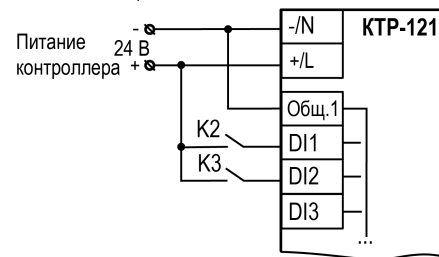 -/N
КТР-121
Питание
контроллера
24 В
-
+
+/L
Общ.1
K2
DI1
K3
DI2
DI3
...